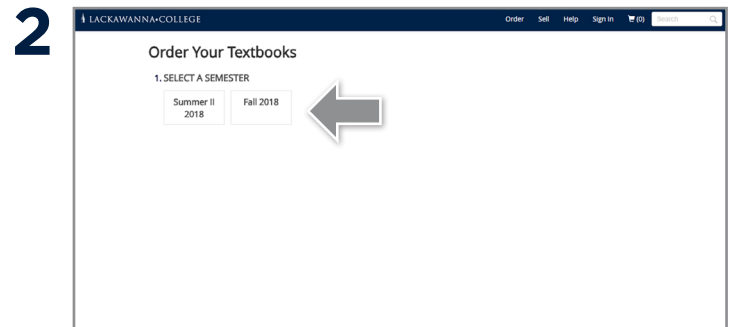 2
LACKAWANNA•COLLEGE
Order Sell Help Sign In (0) Search
Order Your Textbooks
1. SELECT A SEMESTER
Summer II
2018
Fall 2018